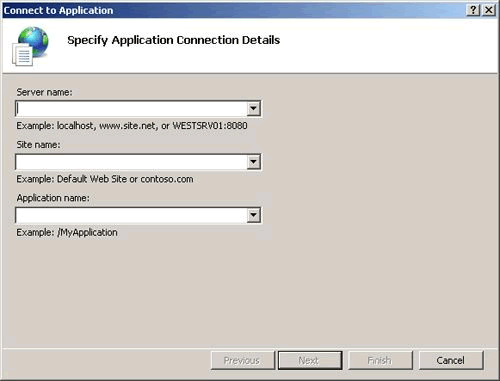 Connect to Application
Specify Application Connection Details
Server name:
Example: localhost, www.site.net, or WESTSRV01:8080
Site name:
Example: Default Web Site or contoso.com
Application name:
Example: /MyApplication
Previous
Next
Finish
Cancel